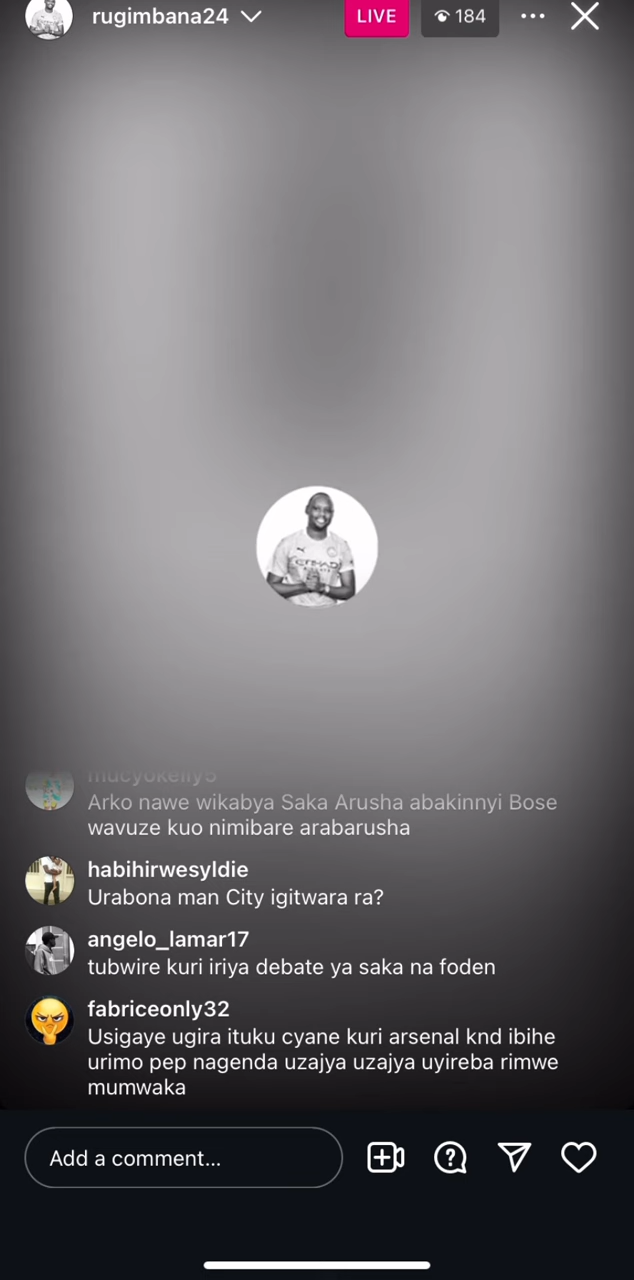 rugimbana24
LIVE
184
ETIHAD
mucyokelly5
Arko nawe wikabya Saka Arusha abakinnyi Bose
wavuze kuo nimibare arabarusha
habihirwesyldie
Urabona man City igitwara ra?
angelo_lamar17
tubwire kuri iriya debate ya saka na foden
fabriceonly32
Usigaye ugira ituku cyane kuri arsenal knd ibihe
urimo pep nagenda uzajya uzajya uyireba rimwe
mumwaka
Add a comment...